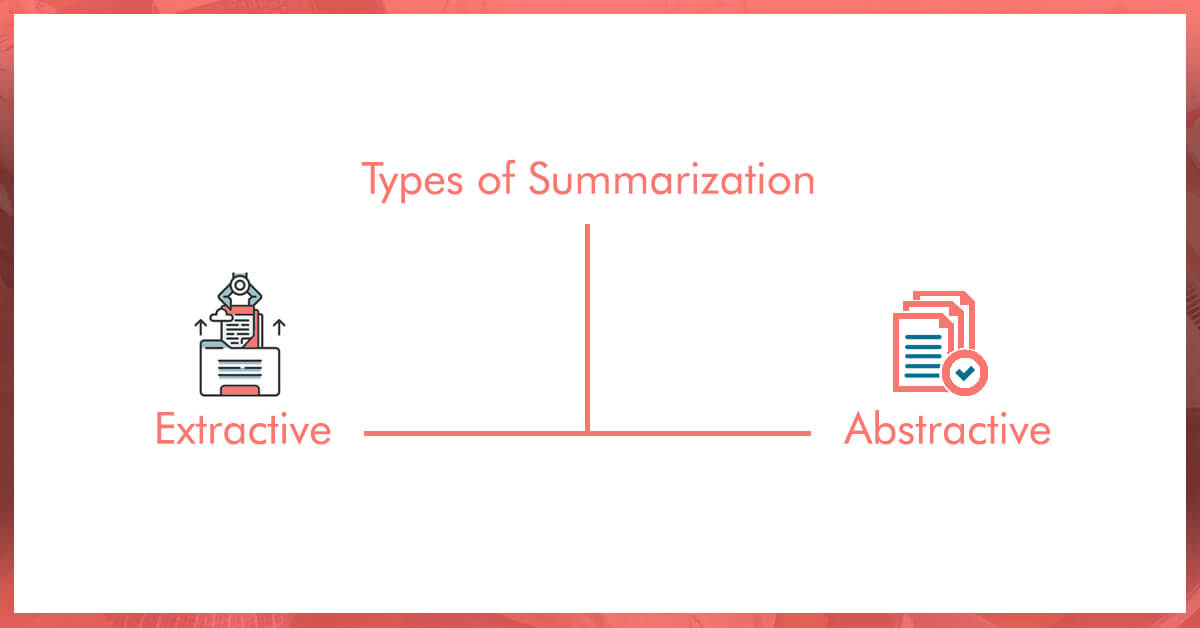 Types of Summarization
Extractive
Abstractive